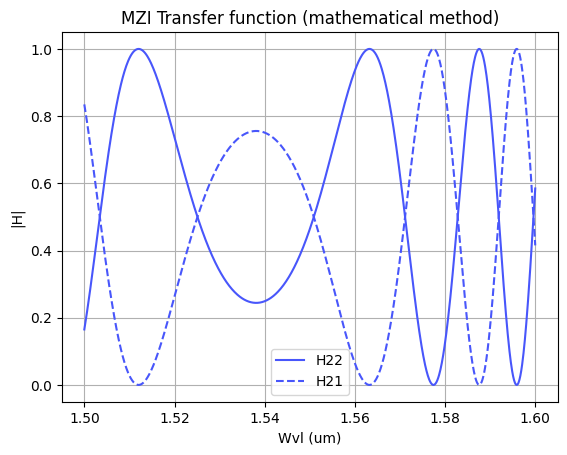 MZI Transfer function (mathematical method)
|H|
1.0
0.8
0.6
0.4
0.2
0.0
H22
H21
1.50 1.52 1.54 1.56 1.58 1.60
Wvl (um)